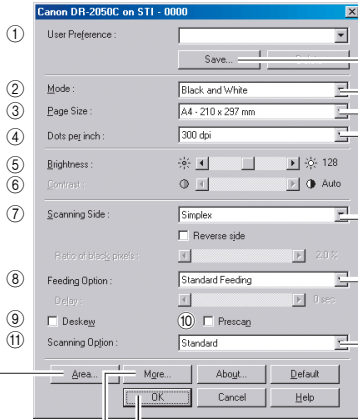 Canon DR-2050C on STI - 0000
① User Preference :
Save... Delete
② Mode : Black and White
③ Page Size : A4 - 210 x 297 mm
④ Dots per inch : 300 dpi
⑤ Brightness : 128
⑥ Contrast : Auto
⑦ Scanning Side : Simplex
Reverse side
Ratio of black pixels : 2.0 %
⑧ Feeding Option : Standard Feeding
Delay : 0 sec
⑨ Deskew ⑩ Prescan
⑪ Scanning Option : Standard
Area... More... About... Default
OK Cancel Help